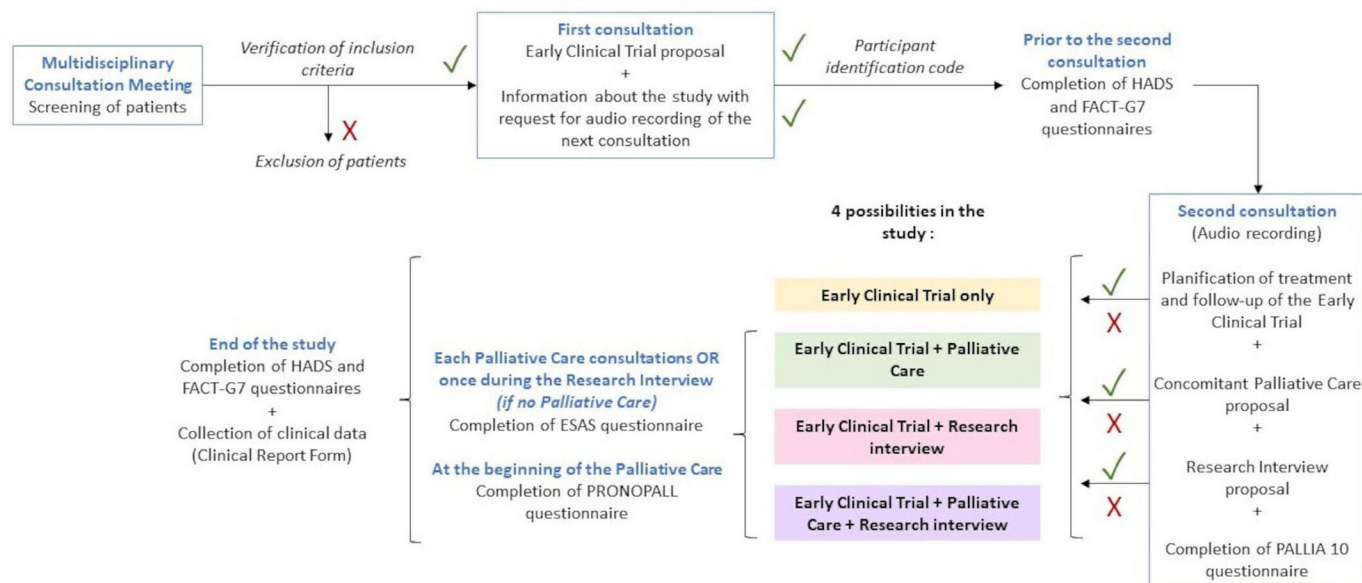 Multidisciplinary
Consultation Meeting
Screening of patients
Verification of inclusion
criteria
✓
X
Exclusion of patients
First consultation
Early Clinical Trial proposal
+
Information about the study with
request for audio recording of the
next consultation
✓
✓
Participant
identification code
Prior to the second
consultation
Completion of HADS
and FACT-G7
questionnaires
Second consultation
(Audio recording)
Planification of treatment
and follow-up of the Early
Clinical Trial
+
Concomitant Palliative Care
proposal
+
Research Interview
proposal
+
Completion of PALLIA 10
questionnaire
✓
X
✓
X
✓
X
4 possibilities in the
study :
Early Clinical Trial only
Early Clinical Trial + Palliative
Care
Early Clinical Trial + Research
interview
Early Clinical Trial + Palliative
Care + Research interview
Each Palliative Care consultations OR
once during the Research Interview
(if no Palliative Care)
Completion of ESAS questionnaire
At the beginning of the Palliative Care
Completion of PRONOPALL
questionnaire
End of the study
Completion of HADS and
FACT-G7 questionnaires
+
Collection of clinical data
(Clinical Report Form)